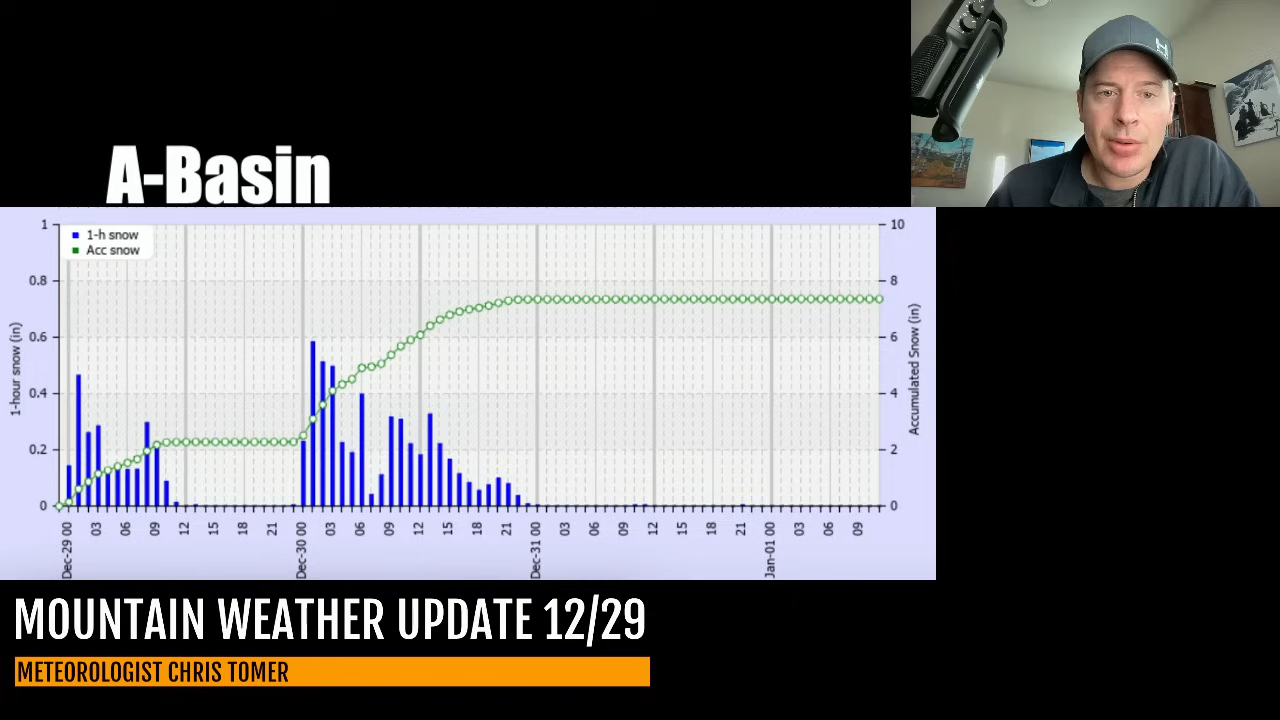 A-Basin
1-h snow
Acc snow
1
0.8
0.6
0.4
0.2
0
1-hour snow (in)
10
8
6
4
2
0
Accumulated Snow (in)
Dec-29 00 03 06 09 12 15 18 21 Dec-30 00 03 06 09 12 15 18 21 Dec-31 00 03 06 09 12 15 18 21 Jan-01 00 03 06 09
MOUNTAIN WEATHER UPDATE 12/29
METEOROLOGIST CHRIS TOMER